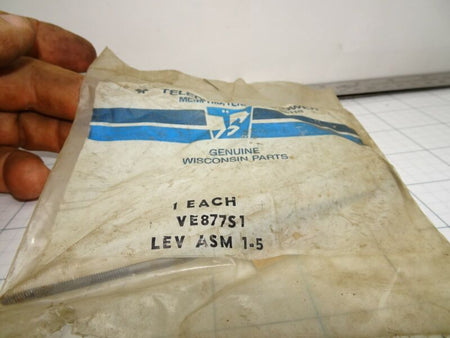 GENUINE
WISCONSIN PARTS
1 EACH
VE877S1
LEV ASM 1-5